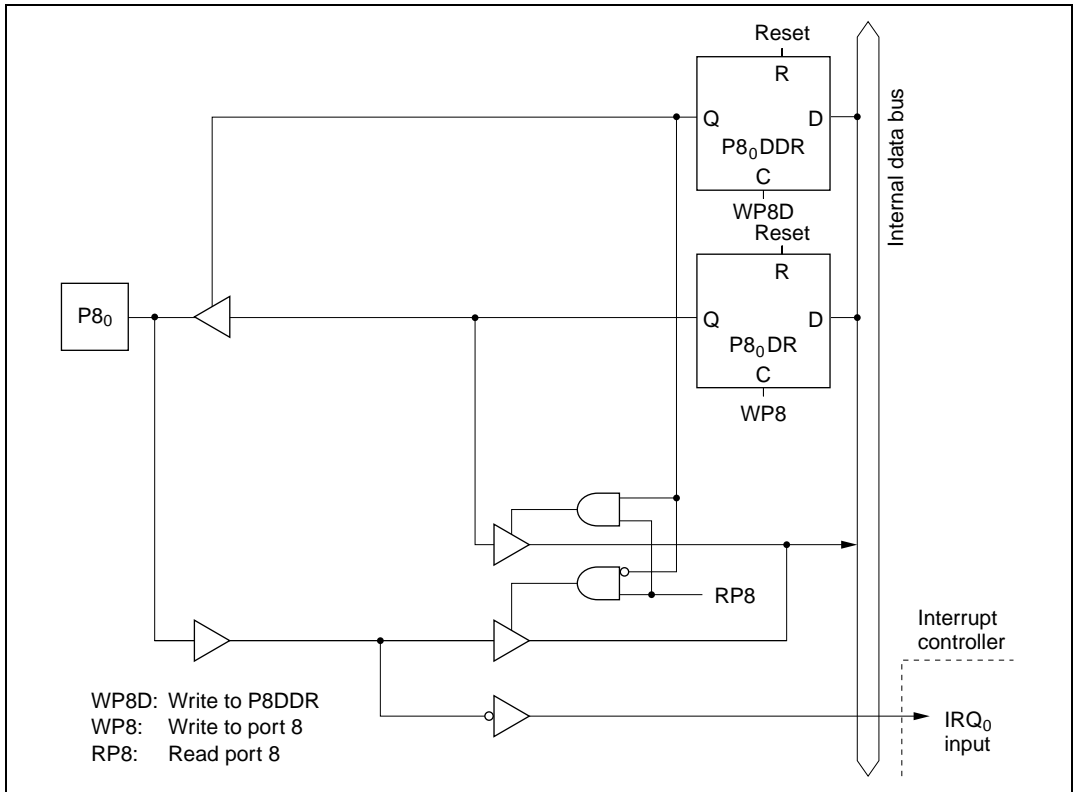 Reset
R
Q D
P8₀DDR
C
WP8D
Reset
R
Q D
P8₀DR
C
WP8
P8₀
Internal data bus
RP8
Interrupt
controller
IRQ₀
input
WP8D: Write to P8DDR
WP8: Write to port 8
RP8: Read port 8